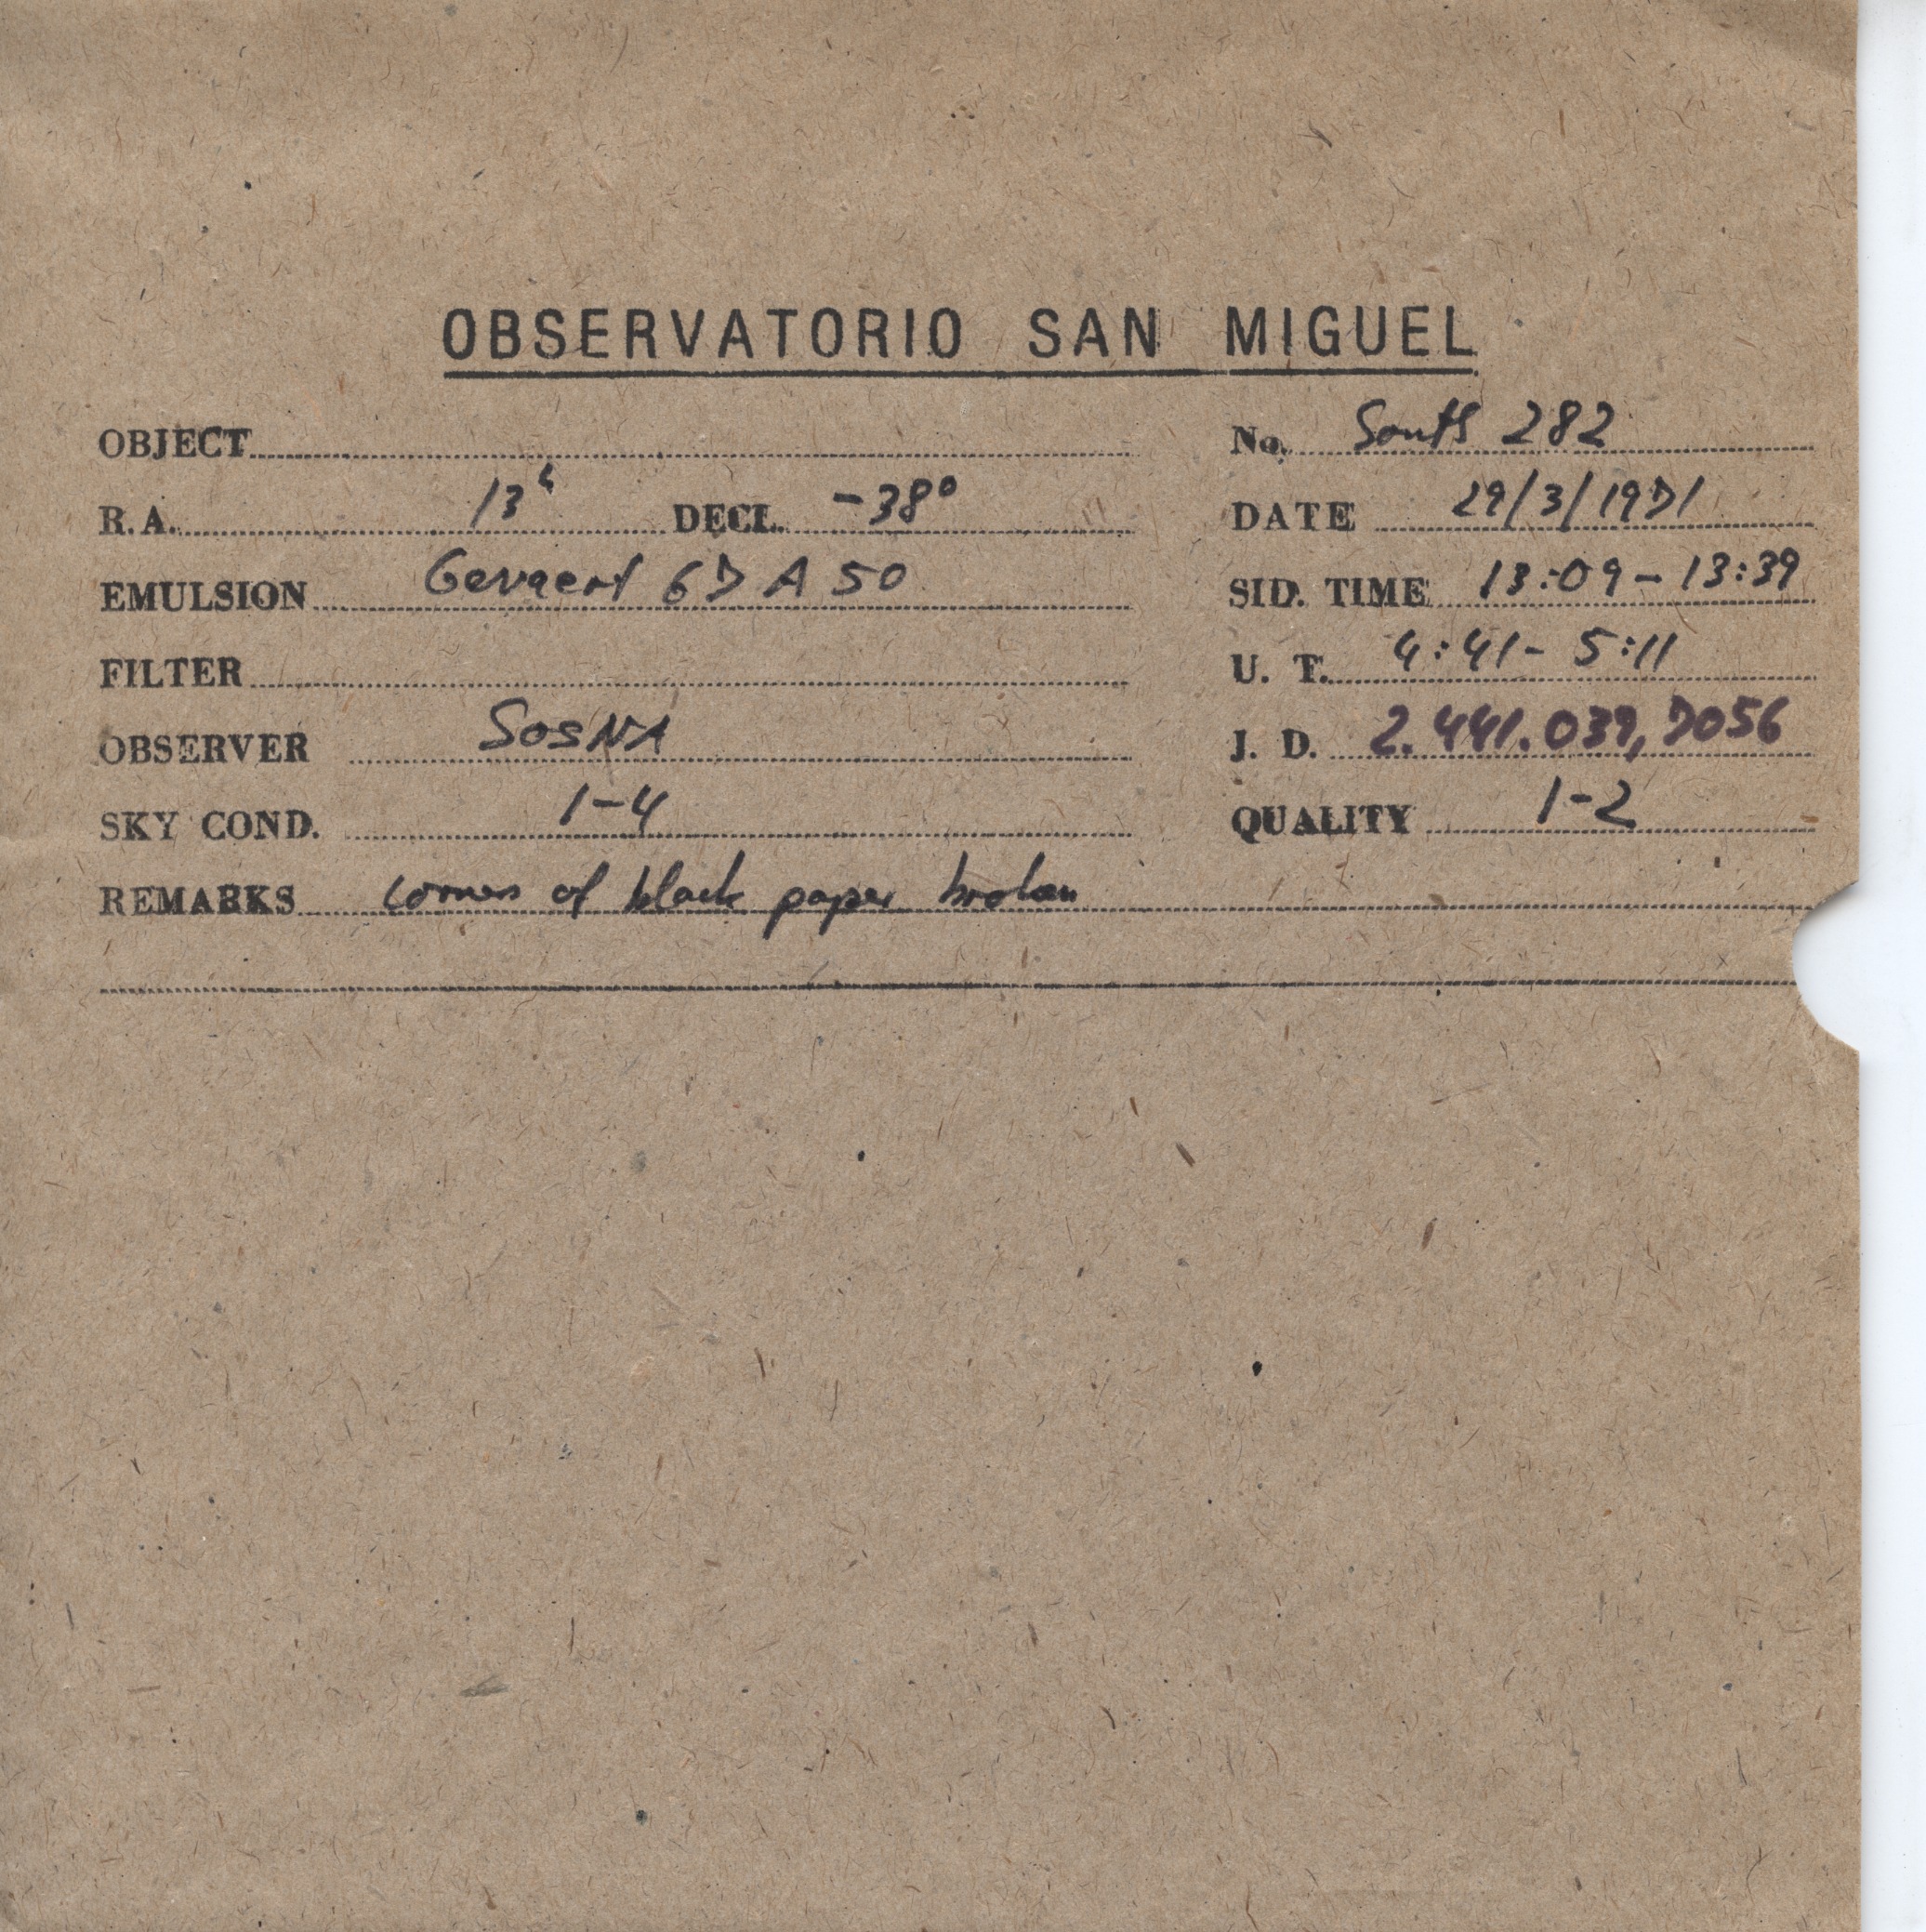 OBSERVATORIO SAN MIGUEL
OBJECT No. South 282
R.A. 13h DECL. -38° DATE 29/3/1971
EMULSION Gevaert 67 A 50 SID. TIME 13:09-13:39
FILTER U. T. 4:41-5:11
OBSERVER SOSNA J. D. 2.441.039,7056
SKY COND. 1-4 QUALITY 1-2
REMARKS corners of black paper broken